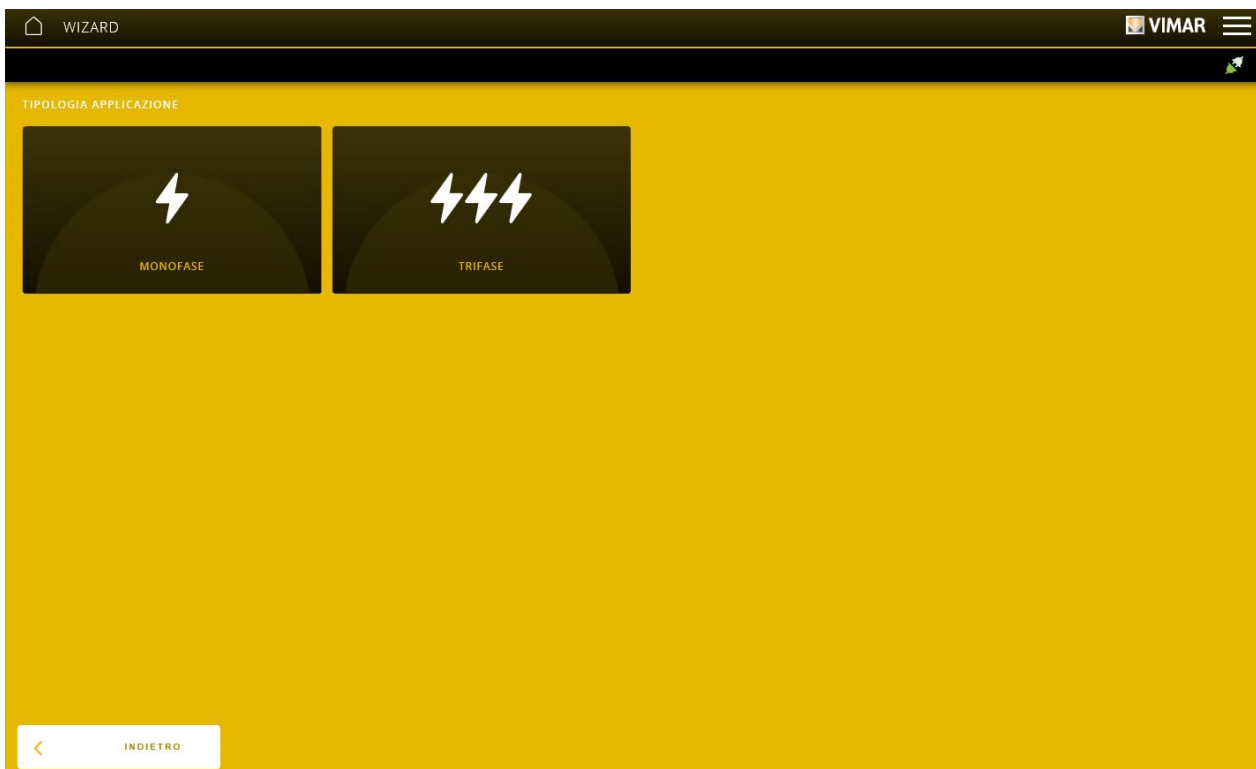 WIZARD
VIMAR
TIPOLOGIA APPLICAZIONE
MONOFASE
TRIFASE
INDIETRO